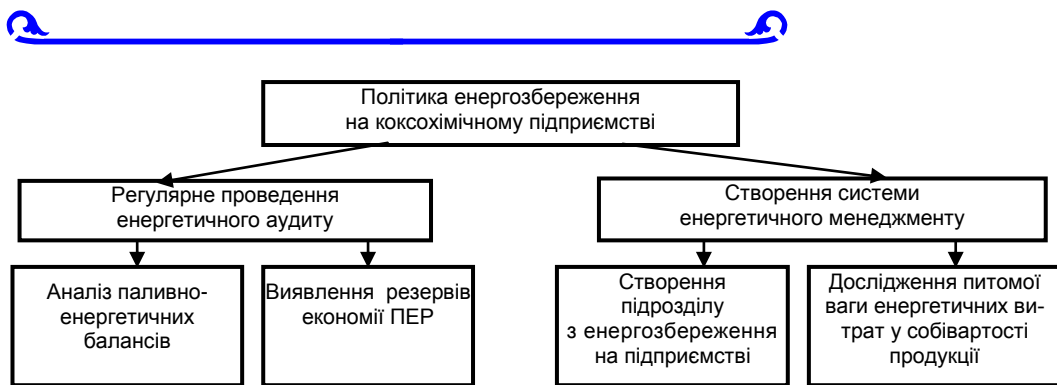 Політика енергозбереження
на коксохімічному підприємстві
Регулярне проведення
енергетичного аудиту
Створення системи
енергетичного менеджменту
Аналіз паливно-
енергетичних
балансів
Виявлення резервів
економії ПЕР
Створення
підрозділу
з енергозбереження
на підприємстві
Дослідження питомої
ваги енергетичних ви-
трат у собівартості
продукції